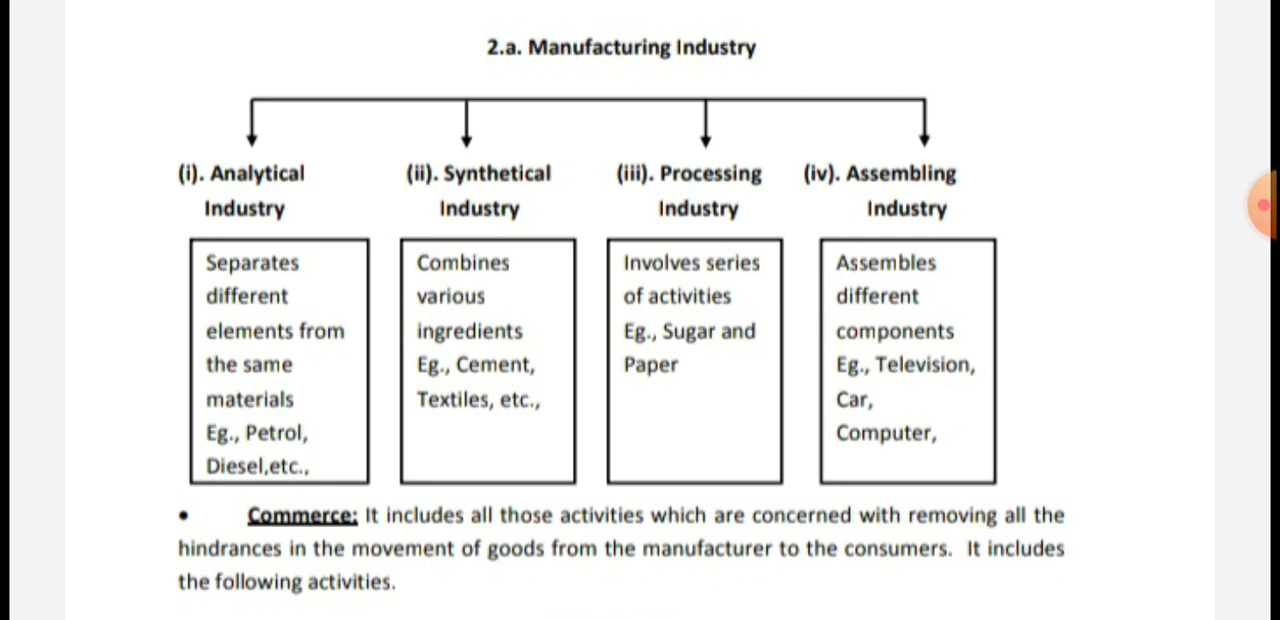 2.a. Manufacturing Industry
(i). Analytical
Industry
(ii). Synthetical
Industry
(iii). Processing
Industry
(iv). Assembling
Industry
Separates
different
elements from
the same
materials
Eg., Petrol,
Diesel,etc.,
Combines
various
ingredients
Eg., Cement,
Textiles, etc.,
Involves series
of activities
Eg., Sugar and
Paper
Assembles
different
components
Eg., Television,
Car,
Computer,
• Commerce: It includes all those activities which are concerned with removing all the
hindrances in the movement of goods from the manufacturer to the consumers. It includes
the following activities.